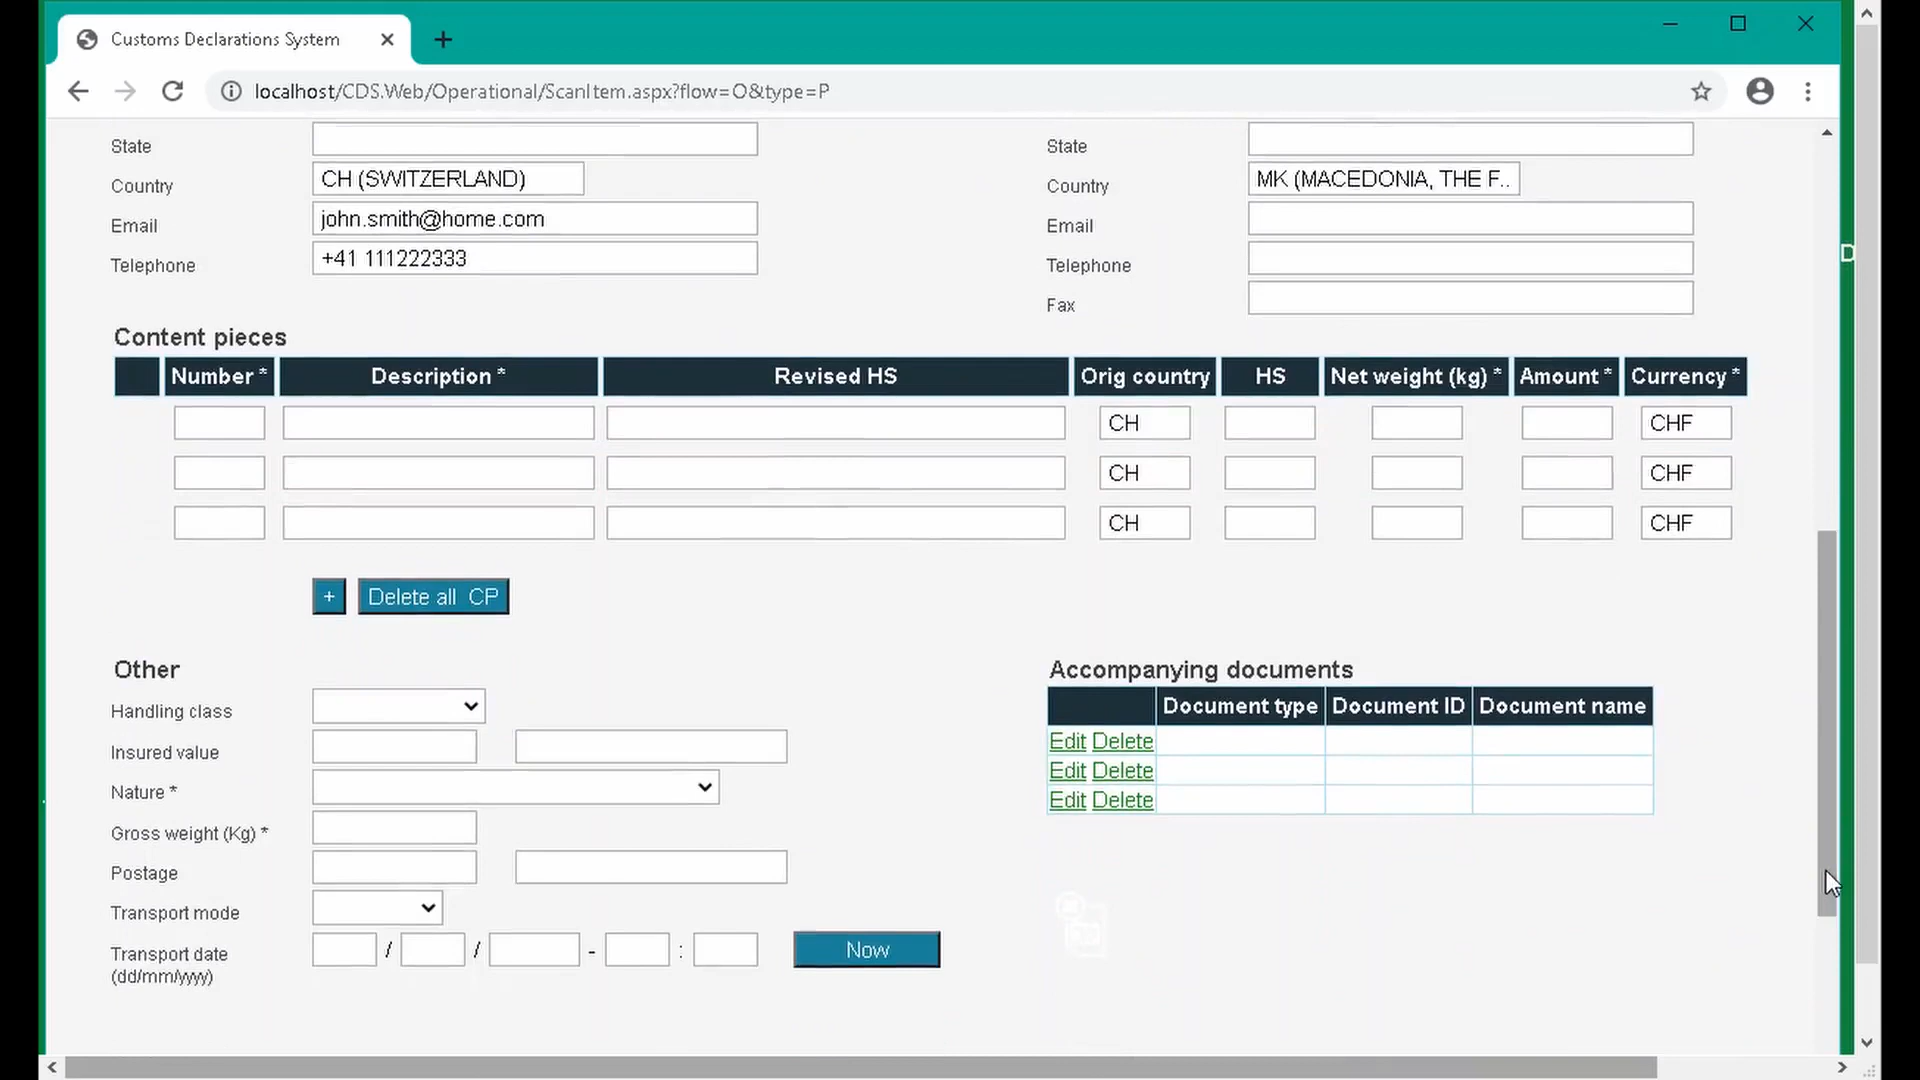 Customs Declarations System
localhost/CDS.Web/Operational/ScanItem.aspx?flow=O&type=P
State
State
Country CH (SWITZERLAND)
Country MK (MACEDONIA, THE F..
Email john.smith@home.com
Email
Telephone +41 111222333
Telephone
Fax
D
Content pieces
Number * Description * Revised HS Orig country HS Net weight (kg) * Amount * Currency *
CH CHF
CH CHF
CH CHF
+ Delete all CP
Other
Handling class
Insured value
Nature *
Gross weight (Kg) *
Postage
Transport mode
Transport date / / - : Now
(dd/mm/yyyy)
Accompanying documents
Document type Document ID Document name
Edit Delete
Edit Delete
Edit Delete